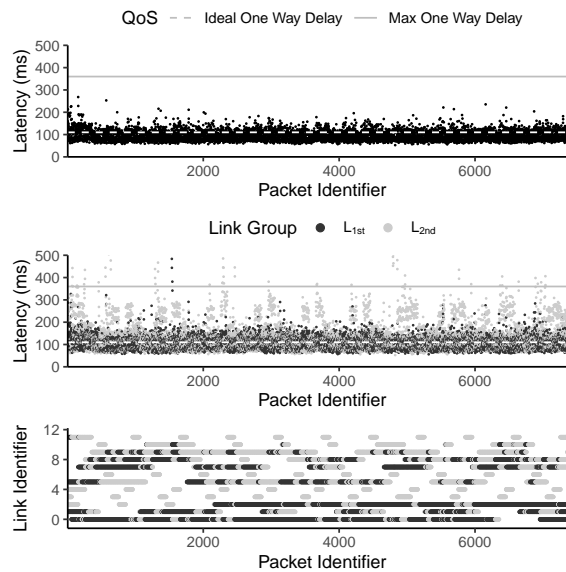 QoS Ideal One Way Delay Max One Way Delay
500
400
300
200
100
0
Latency (ms)
2000 4000 6000
Packet Identifier
Link Group L1st L2nd
500
400
300
200
100
0
Latency (ms)
2000 4000 6000
Packet Identifier
12
8
4
0
Link Identifier
2000 4000 6000
Packet Identifier